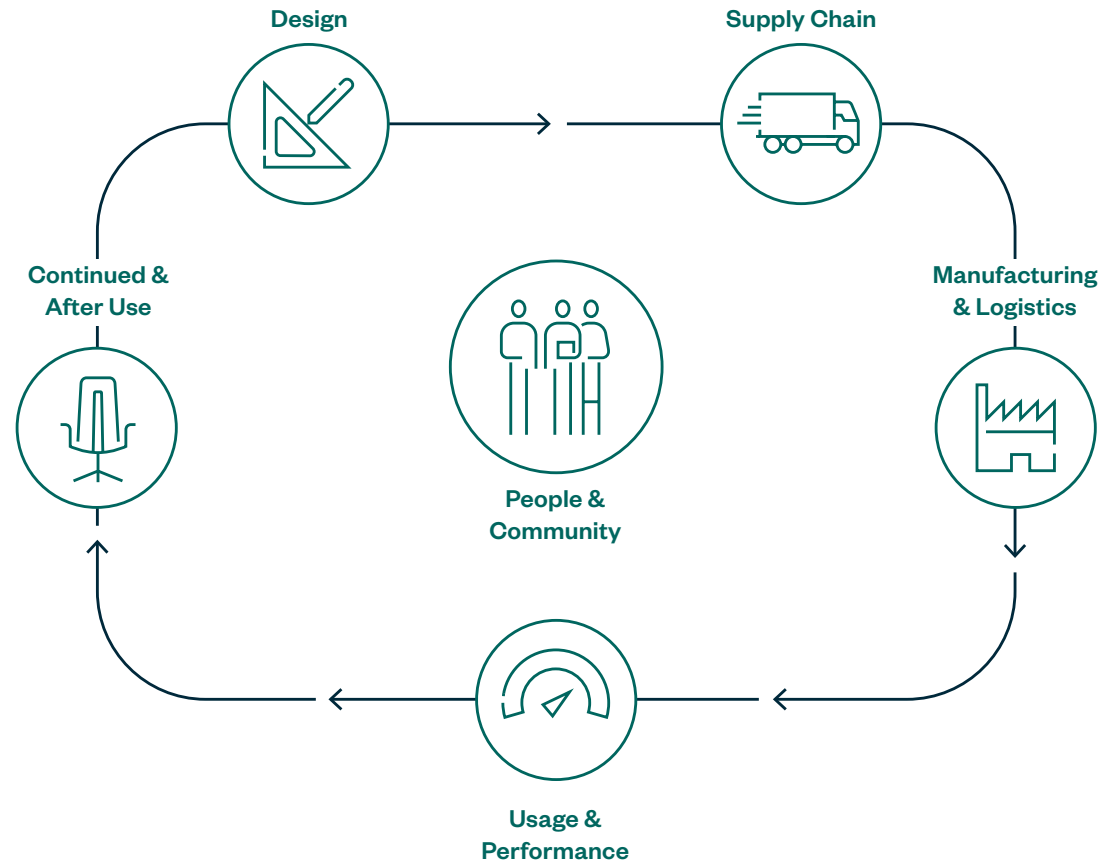 Design
Supply Chain
Continued &
After Use
Manufacturing
& Logistics
People &
Community
Usage &
Performance